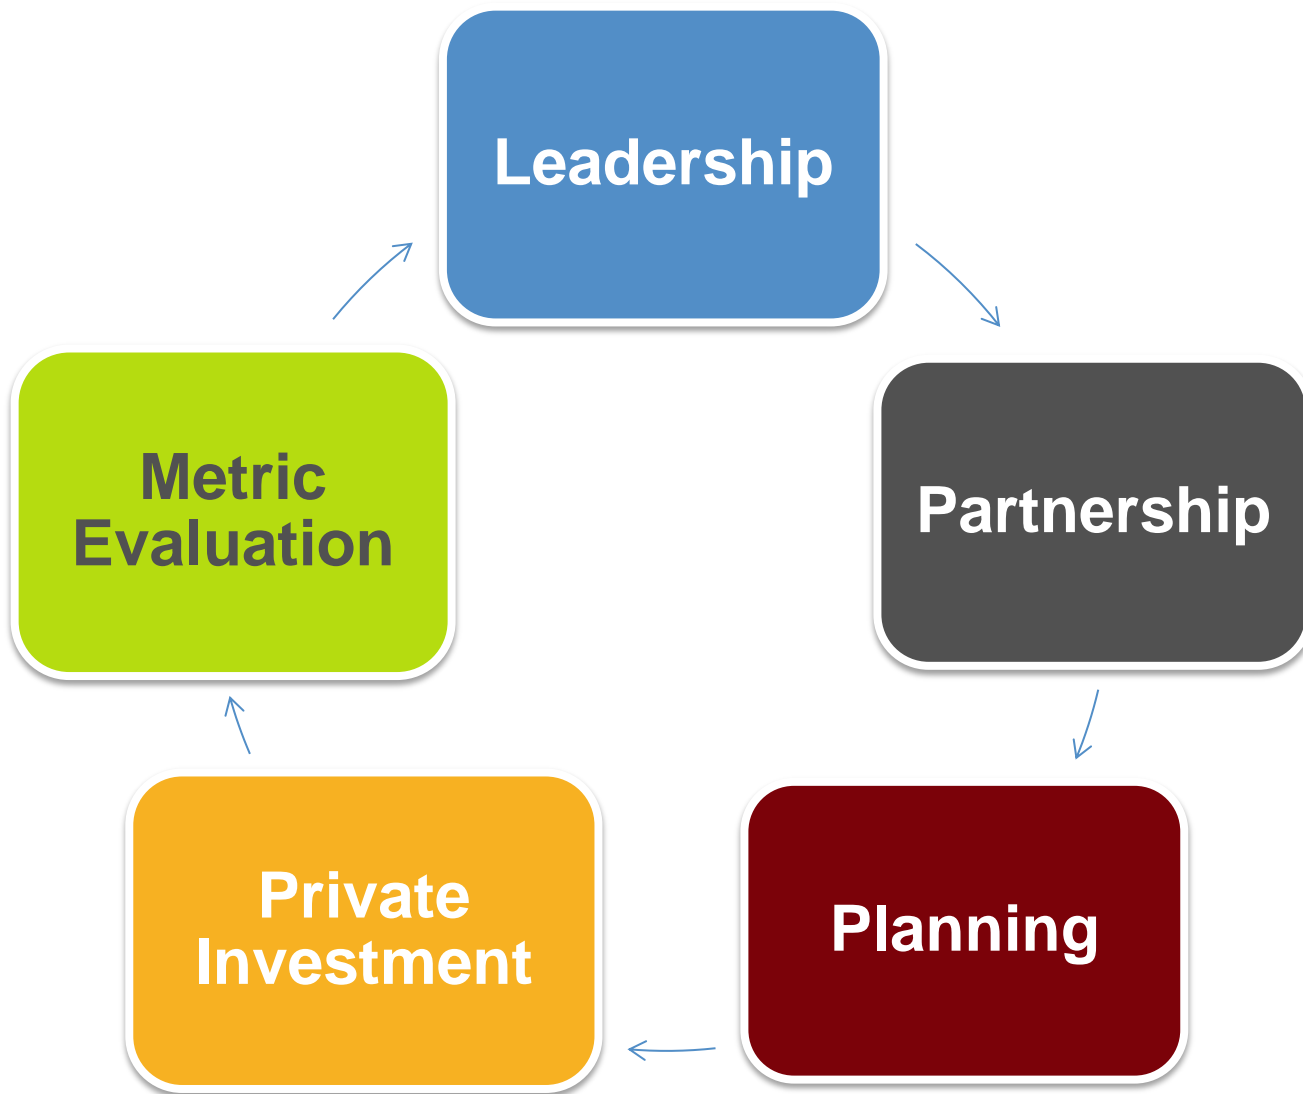 Leadership
Partnership
Planning
Private
Investment
Metric
Evaluation